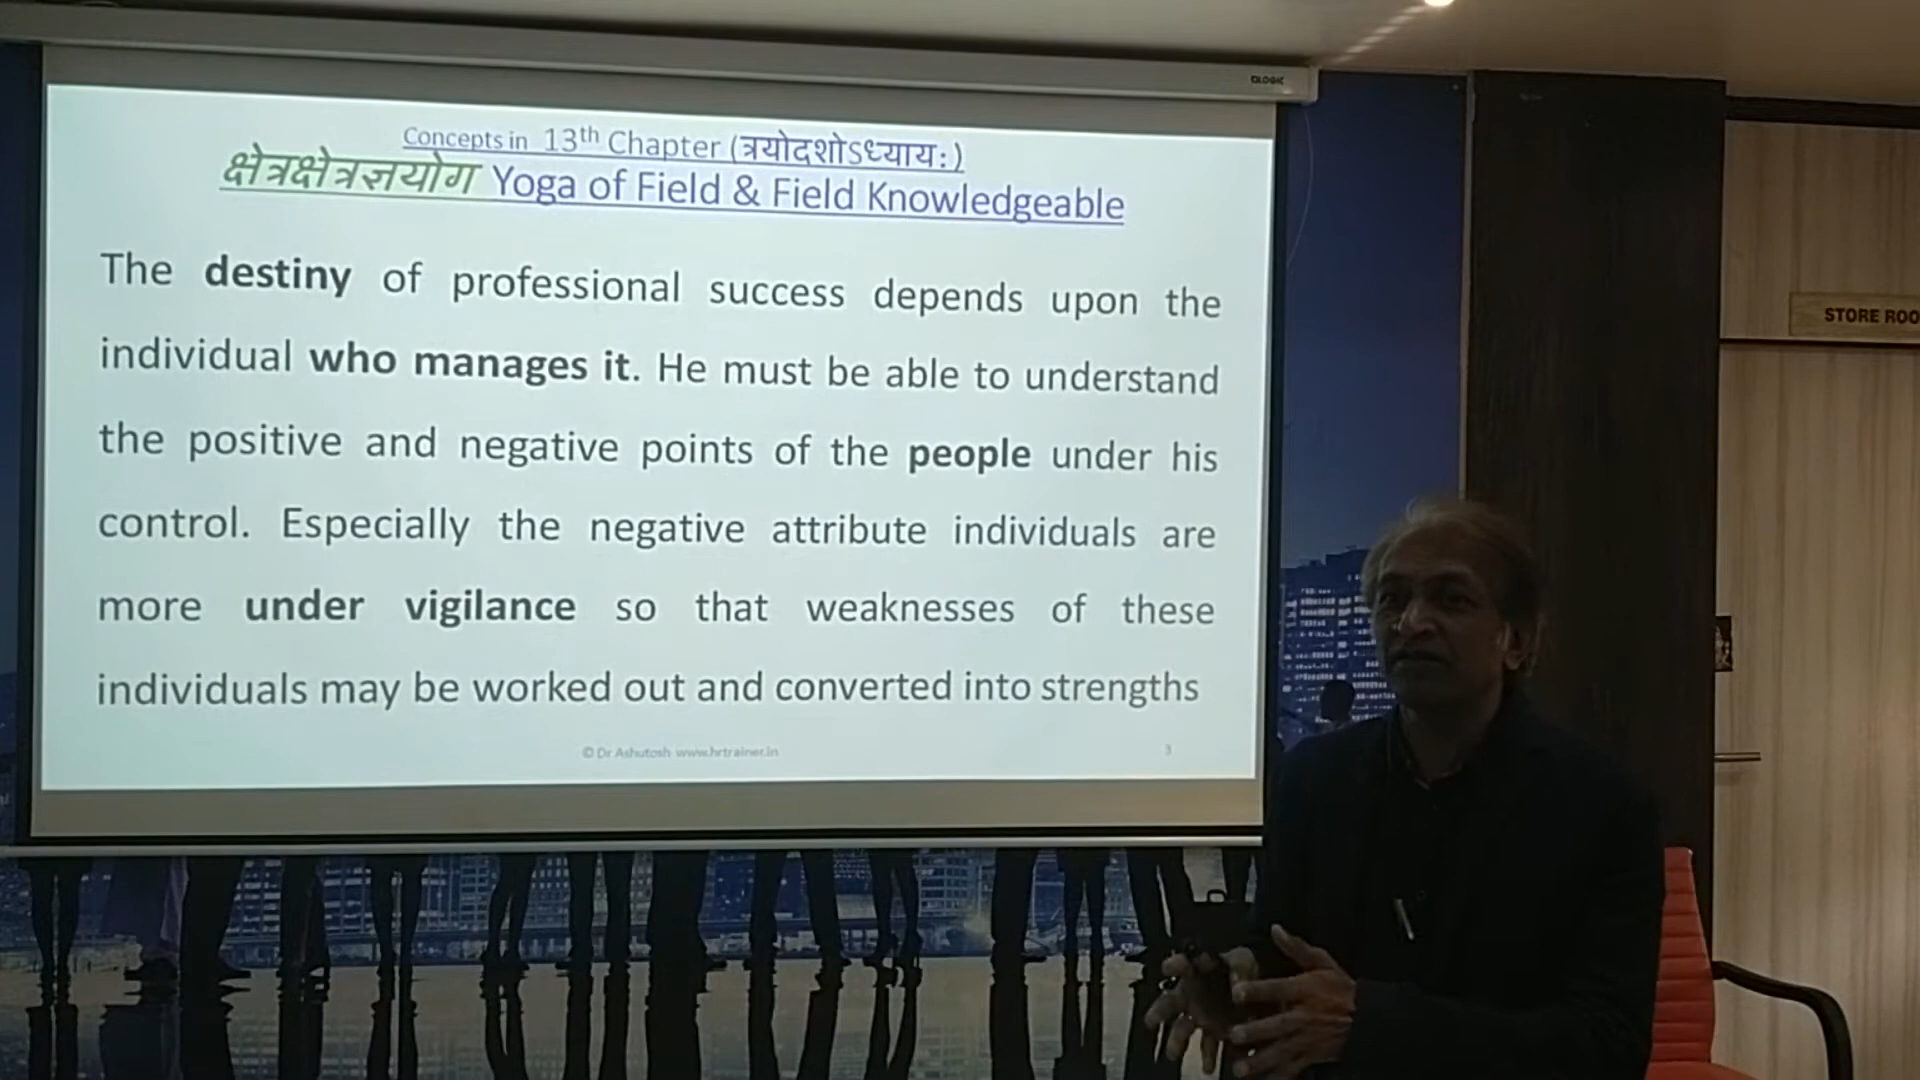 QLOGIC
Concepts in 13th Chapter (त्रयोदशोऽध्याय:)
क्षेत्रक्षेत्रज्ञयोग Yoga of Field & Field Knowledgeable
The destiny of professional success depends upon the
individual who manages it. He must be able to understand
the positive and negative points of the people under his
control. Especially the negative attribute individuals are
more under vigilance so that weaknesses of these
individuals may be worked out and converted into strengths
© Dr Ashutosh www.hrtrainer.in
3
STORE ROO